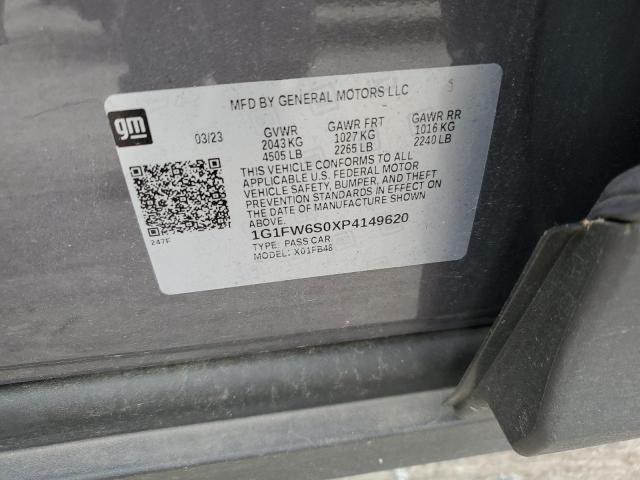 MFD BY GENERAL MOTORS LLC
gm
03/23
GVWR GAWR FRT GAWR RR
2043 KG 1027 KG 1016 KG
4505 LB 2265 LB 2240 LB
THIS VEHICLE CONFORMS TO ALL
APPLICABLE U.S. FEDERAL MOTOR
VEHICLE SAFETY, BUMPER, AND THEFT
PREVENTION STANDARDS IN EFFECT ON
THE DATE OF MANUFACTURE SHOWN
ABOVE.
1G1FW6S0XP4149620
TYPE: PASS CAR
MODEL: X01FB48
247F